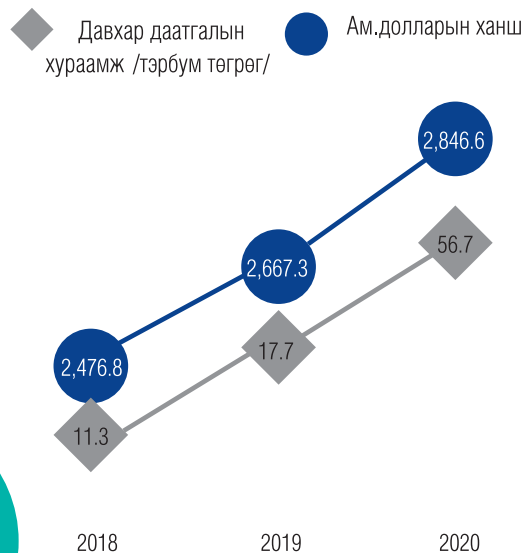 Давхар даатгалын
хураамж /тэрбум төгрөг/
Ам.долларын ханш
2,846.6
56.7
2,667.3
17.7
2,476.8
11.3
2018 2019 2020